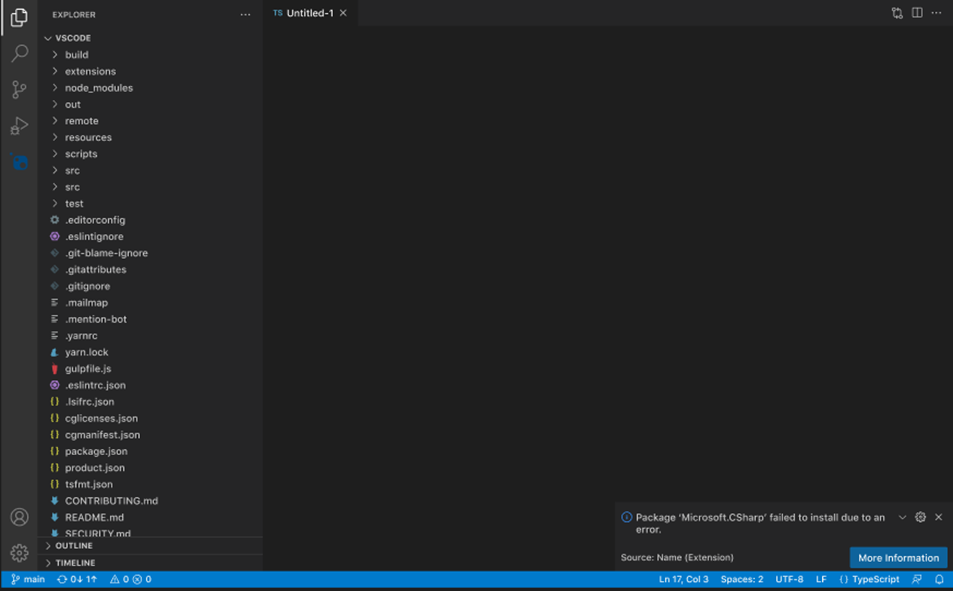 EXPLORER
TS Untitled-1
VSCODE
build
extensions
node_modules
out
remote
resources
scripts
src
src
test
.editorconfig
.eslintignore
.git-blame-ignore
.gitattributes
.gitignore
.mailmap
.mention-bot
.yarnrc
yarn.lock
gulpfile.js
.eslintrc.json
.lsifrc.json
cglicenses.json
cgmanifest.json
package.json
product.json
tsfmt.json
CONTRIBUTING.md
README.md
SECURITY.md
OUTLINE
TIMELINE
Package ‘Microsoft.CSharp’ failed to install due to an
error.
Source: Name (Extension)
More Information
main 0↓ 1↑ 0 0
Ln 17, Col 3 Spaces: 2 UTF-8 LF { } TypeScript